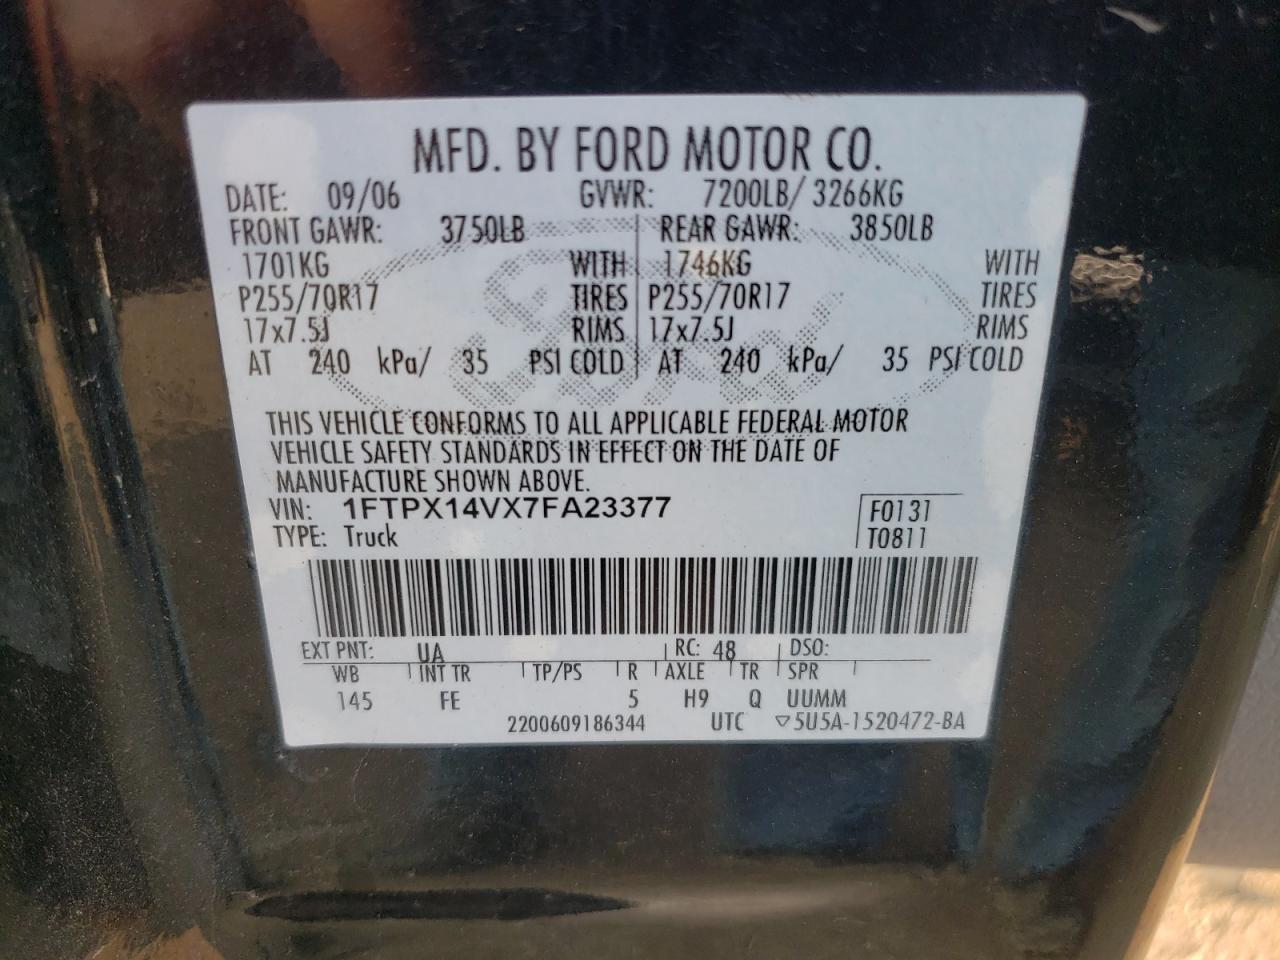 MFD. BY FORD MOTOR CO.
DATE: 09/06 GVWR: 7200LB/ 3266KG
FRONT GAWR: 3750LB REAR GAWR: 3850LB
1701KG WITH 1746KG WITH
P255/70R17 TIRES P255/70R17 TIRES
17x7.5J RIMS 17x7.5J RIMS
AT 240 kPa/ 35 PSI COLD AT 240 kPa/ 35 PSI COLD
THIS VEHICLE CONFORMS TO ALL APPLICABLE FEDERAL MOTOR
VEHICLE SAFETY STANDARDS IN EFFECT ON THE DATE OF
MANUFACTURE SHOWN ABOVE.
VIN: 1FTPX14VX7FA23377 F0131
TYPE: Truck T0811
EXT PNT: UA RC: 48 DSO:
WB INT TR TP/PS R AXLE TR SPR
145 FE 5 H9 Q UUMM
2200609186344 UTC ▽5U5A-1520472-BA